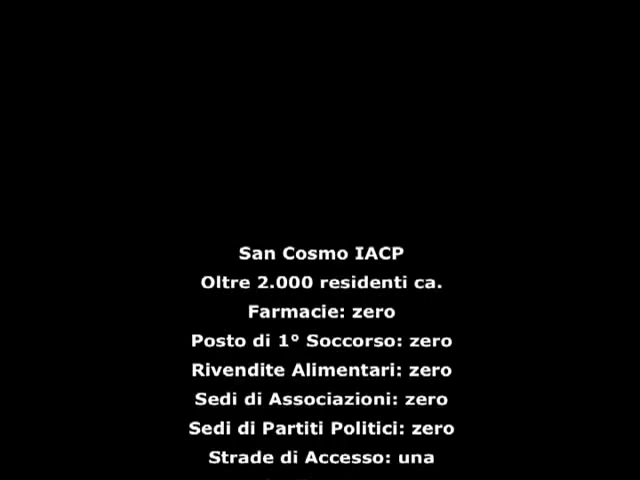 San Cosmo IACP
Oltre 2.000 residenti ca.
Farmacie: zero
Posto di 1° Soccorso: zero
Rivendite Alimentari: zero
Sedi di Associazioni: zero
Sedi di Partiti Politici: zero
Strade di Accesso: una